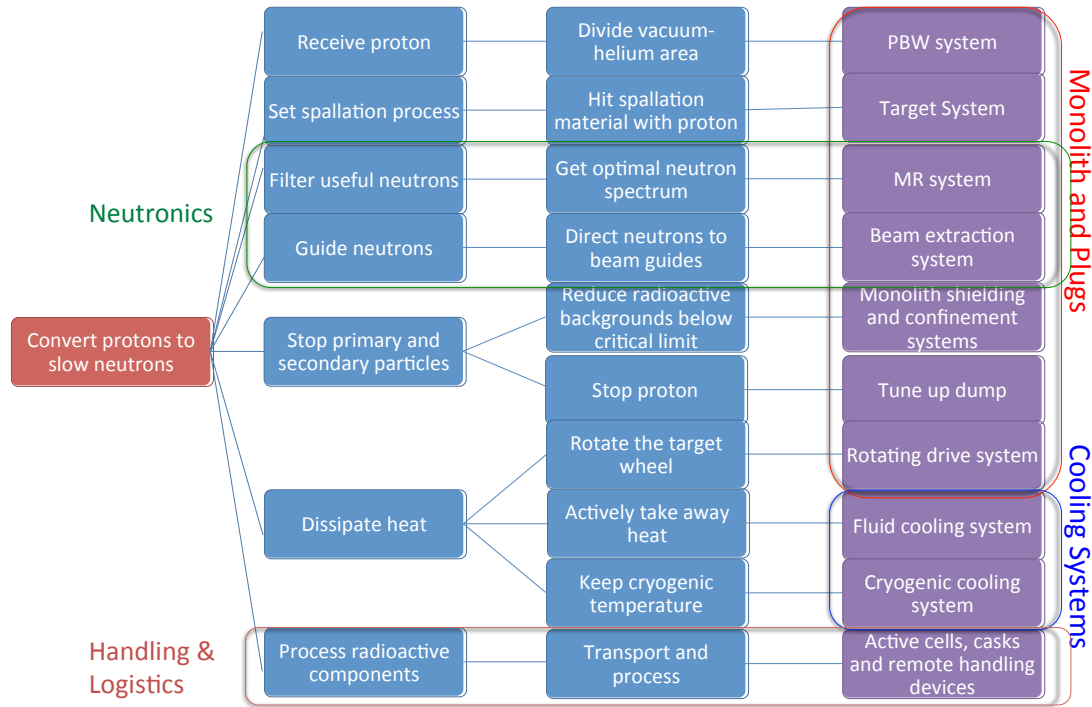 Receive proton
Divide vacuum-
helium area
PBW system
Set spallation process
Hit spallation
material with proton
Target System
Filter useful neutrons
Get optimal neutron
spectrum
MR system
Neutronics
Guide neutrons
Direct neutrons to
beam guides
Beam extraction
system
Monolith and Plugs
Convert protons to
slow neutrons
Stop primary and
secondary particles
Reduce radioactive
backgrounds below
critical limit
Monolith shielding
and confinement
systems
Stop proton
Tune up dump
Rotate the target
wheel
Rotating drive system
Dissipate heat
Actively take away
heat
Fluid cooling system
Keep cryogenic
temperature
Cryogenic cooling
system
Cooling Systems
Handling &
Logistics
Process radioactive
components
Transport and
process
Active cells, casks
and remote handling
devices